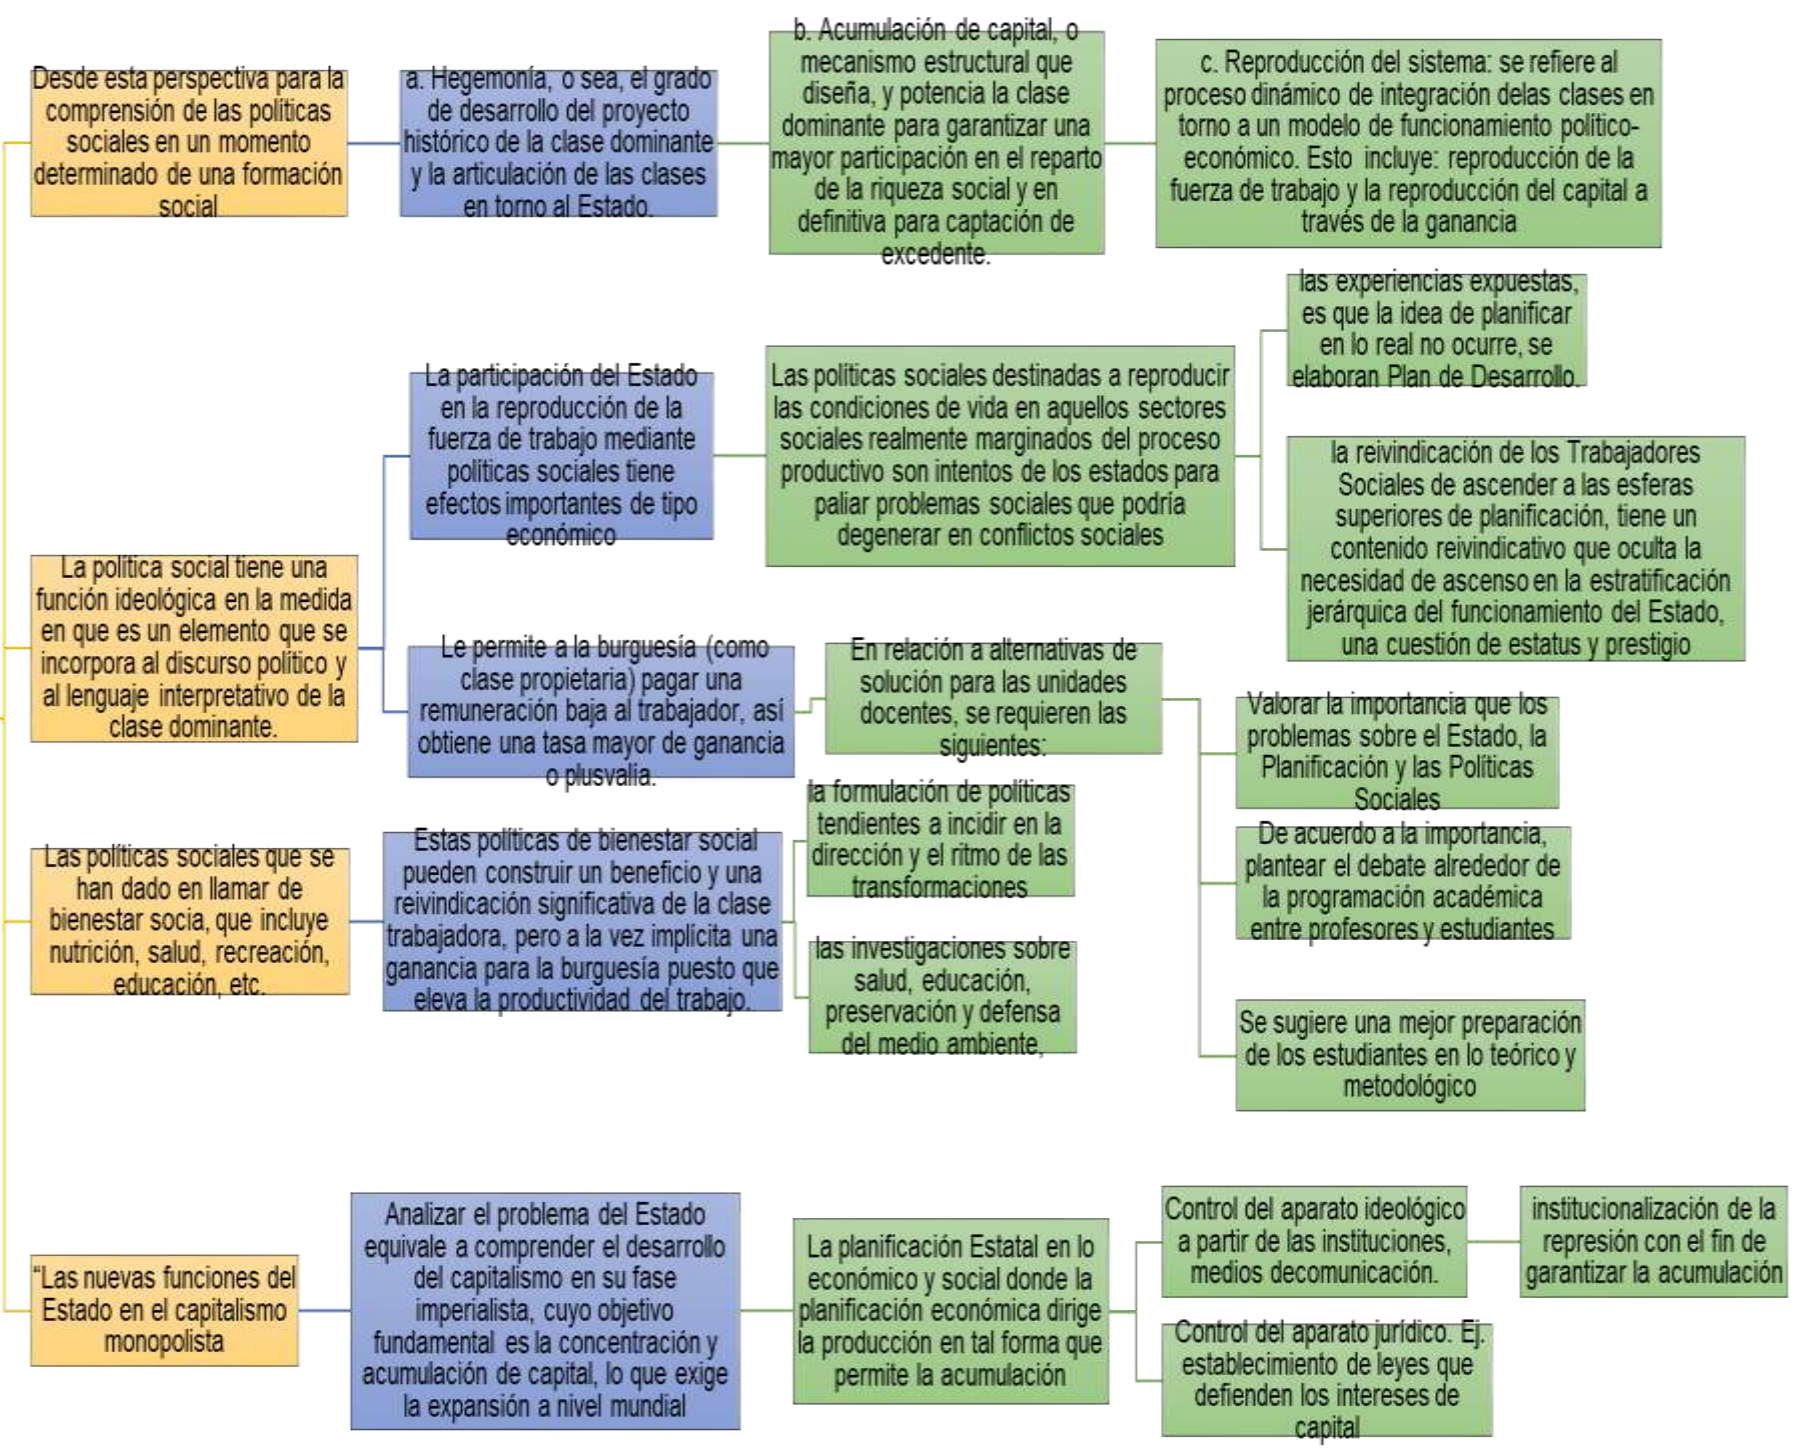 Desde esta perspectiva para la
comprensión de las políticas
sociales en un momento
determinado de una formación
social
a. Hegemonía, o sea, el grado
de desarrollo del proyecto
histórico de la clase dominante
y la articulación de las clases
en torno al Estado.
b. Acumulación de capital, o
mecanismo estructural que
diseña, y potencia la clase
dominante para garantizar una
mayor participación en el reparto
de la riqueza social y en
definitiva para captación de
excedente.
c. Reproducción del sistema: se refiere al
proceso dinámico de integración delas clases en
torno a un modelo de funcionamiento político-
económico. Esto incluye: reproducción de la
fuerza de trabajo y la reproducción del capital a
través de la ganancia
La política social tiene una
función ideológica en la medida
en que es un elemento que se
incorpora al discurso político y
al lenguaje interpretativo de la
clase dominante.
La participación del Estado
en la reproducción de la
fuerza de trabajo mediante
políticas sociales tiene
efectos importantes de tipo
económico
Las políticas sociales destinadas a reproducir
las condiciones de vida en aquellos sectores
sociales realmente marginados del proceso
productivo son intentos de los estados para
paliar problemas sociales que podría
degenerar en conflictos sociales
las experiencias expuestas,
es que la idea de planificar
en lo real no ocurre, se
elaboran Plan de Desarrollo.
la reivindicación de los Trabajadores
Sociales de ascender a las esferas
superiores de planificación, tiene un
contenido reivindicativo que oculta la
necesidad de ascenso en la estratificación
jerárquica del funcionamiento del Estado,
una cuestión de estatus y prestigio
Le permite a la burguesía (como
clase propietaria) pagar una
remuneración baja al trabajador, así
obtiene una tasa mayor de ganancia
o plusvalía.
En relación a alternativas de
solución para las unidades
docentes, se requieren las
siguientes:
Valorar la importancia que los
problemas sobre el Estado, la
Planificación y las Políticas
Sociales
De acuerdo a la importancia,
plantear el debate alrededor de
la programación académica
entre profesores y estudiantes
Se sugiere una mejor preparación
de los estudiantes en lo teórico y
metodológico
Las políticas sociales que se
han dado en llamar de
bienestar socia, que incluye
nutrición, salud, recreación,
educación, etc.
Estas políticas de bienestar social
pueden construir un beneficio y una
reivindicación significativa de la clase
trabajadora, pero a la vez implícita una
ganancia para la burguesía puesto que
eleva la productividad del trabajo.
la formulación de políticas
tendientes a incidir en la
dirección y el ritmo de las
transformaciones
las investigaciones sobre
salud, educación,
preservación y defensa
del medio ambiente,
“Las nuevas funciones del
Estado en el capitalismo
monopolista
Analizar el problema del Estado
equivale a comprender el desarrollo
del capitalismo en su fase
imperialista, cuyo objetivo
fundamental es la concentración y
acumulación de capital, lo que exige
la expansión a nivel mundial
La planificación Estatal en lo
económico y social donde la
planificación económica dirige
la producción en tal forma que
permite la acumulación
Control del aparato ideológico
a partir de las instituciones,
medios decomunicación.
institucionalización de la
represión con el fin de
garantizar la acumulación
Control del aparato jurídico. Ej.
establecimiento de leyes que
defienden los intereses de
capital